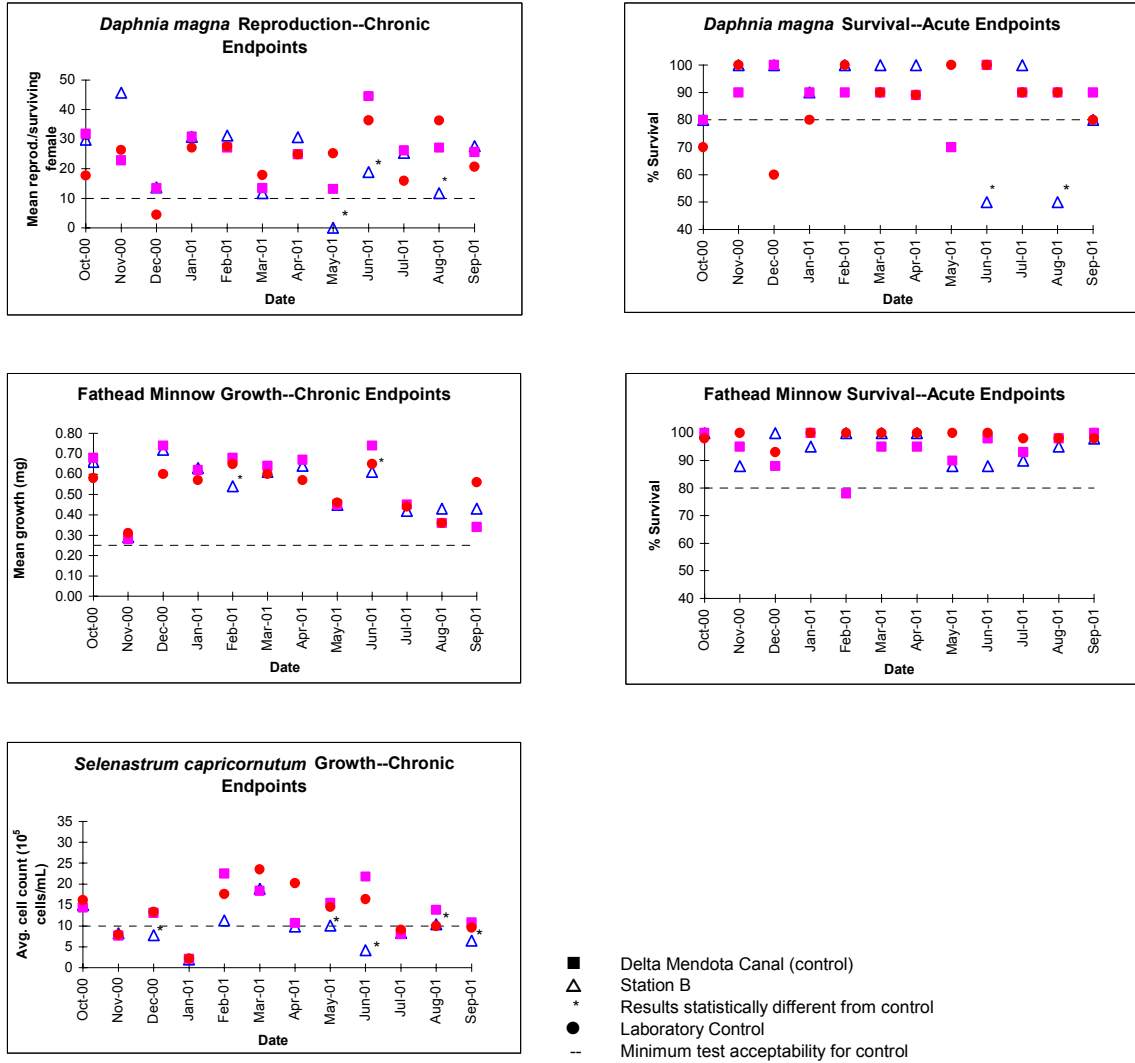 Daphnia magna Reproduction--Chronic
Endpoints
Mean reprod./surviving
female
50
40
30
20
10
0
*
*
*
Oct-00
Nov-00
Dec-00
Jan-01
Feb-01
Mar-01
Apr-01
May-01
Jun-01
Jul-01
Aug-01
Sep-01
Date
Daphnia magna Survival--Acute Endpoints
% Survival
100
90
80
70
60
50
40
*
*
Oct-00
Nov-00
Dec-00
Jan-01
Feb-01
Mar-01
Apr-01
May-01
Jun-01
Jul-01
Aug-01
Sep-01
Date
Fathead Minnow Growth--Chronic Endpoints
Mean growth (mg)
0.80
0.70
0.60
0.50
0.40
0.30
0.20
0.10
0.00
*
*
Oct-00
Nov-00
Dec-00
Jan-01
Feb-01
Mar-01
Apr-01
May-01
Jun-01
Jul-01
Aug-01
Sep-01
Date
Fathead Minnow Survival--Acute Endpoints
% Survival
100
90
80
70
60
50
40
Oct-00
Nov-00
Dec-00
Jan-01
Feb-01
Mar-01
Apr-01
May-01
Jun-01
Jul-01
Aug-01
Sep-01
Date
Selenastrum capricornutum Growth--Chronic
Endpoints
Avg. cell count (10⁵
cells/mL)
35
30
25
20
15
10
5
0
*
*
*
*
*
Oct-00
Nov-00
Dec-00
Jan-01
Feb-01
Mar-01
Apr-01
May-01
Jun-01
Jul-01
Aug-01
Sep-01
Date
Delta Mendota Canal (control)
Station B
* Results statistically different from control
Laboratory Control
-- Minimum test acceptability for control